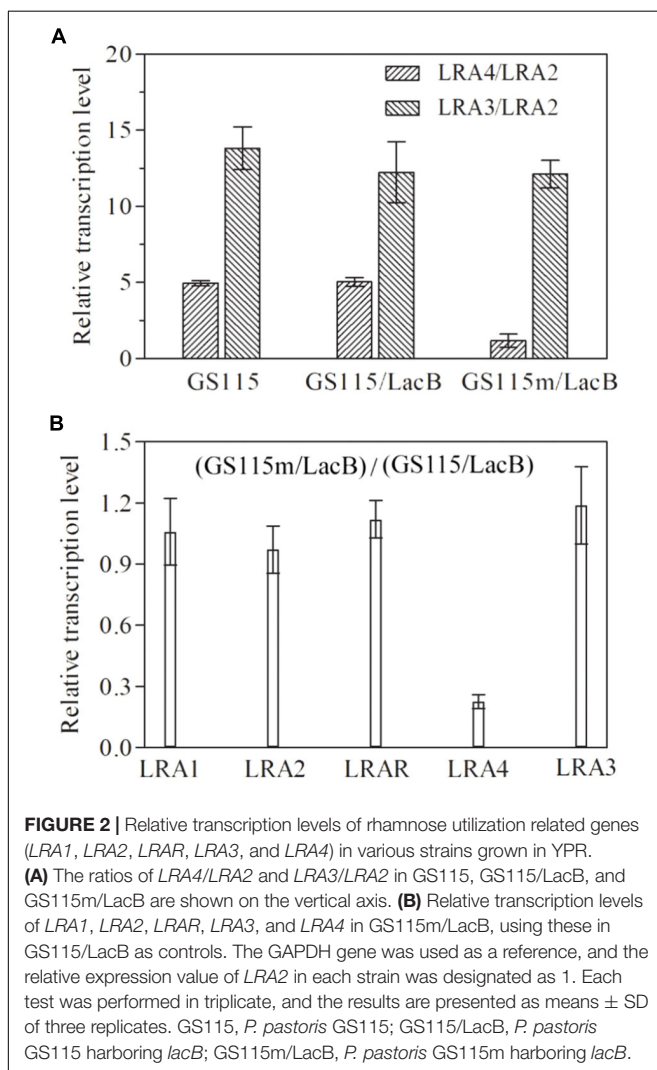 A
20
15
10
5
0
Relative transcription level
LRA4/LRA2
LRA3/LRA2
GS115
GS115/LacB
GS115m/LacB
B
1.5
1.2
0.9
0.6
0.3
0.0
Relative transcription level
(GS115m/LacB) / (GS115/LacB)
LRA1
LRA2
LRAR
LRA4
LRA3
FIGURE 2 | Relative transcription levels of rhamnose utilization related genes
(LRA1, LRA2, LRAR, LRA3, and LRA4) in various strains grown in YPR.
(A) The ratios of LRA4/LRA2 and LRA3/LRA2 in GS115, GS115/LacB, and
GS115m/LacB are shown on the vertical axis. (B) Relative transcription levels
of LRA1, LRA2, LRAR, LRA3, and LRA4 in GS115m/LacB, using these in
GS115/LacB as controls. The GAPDH gene was used as a reference, and the
relative expression value of LRA2 in each strain was designated as 1. Each
test was performed in triplicate, and the results are presented as means ± SD
of three replicates. GS115, P. pastoris GS115; GS115/LacB, P. pastoris
GS115 harboring lacB; GS115m/LacB, P. pastoris GS115m harboring lacB.